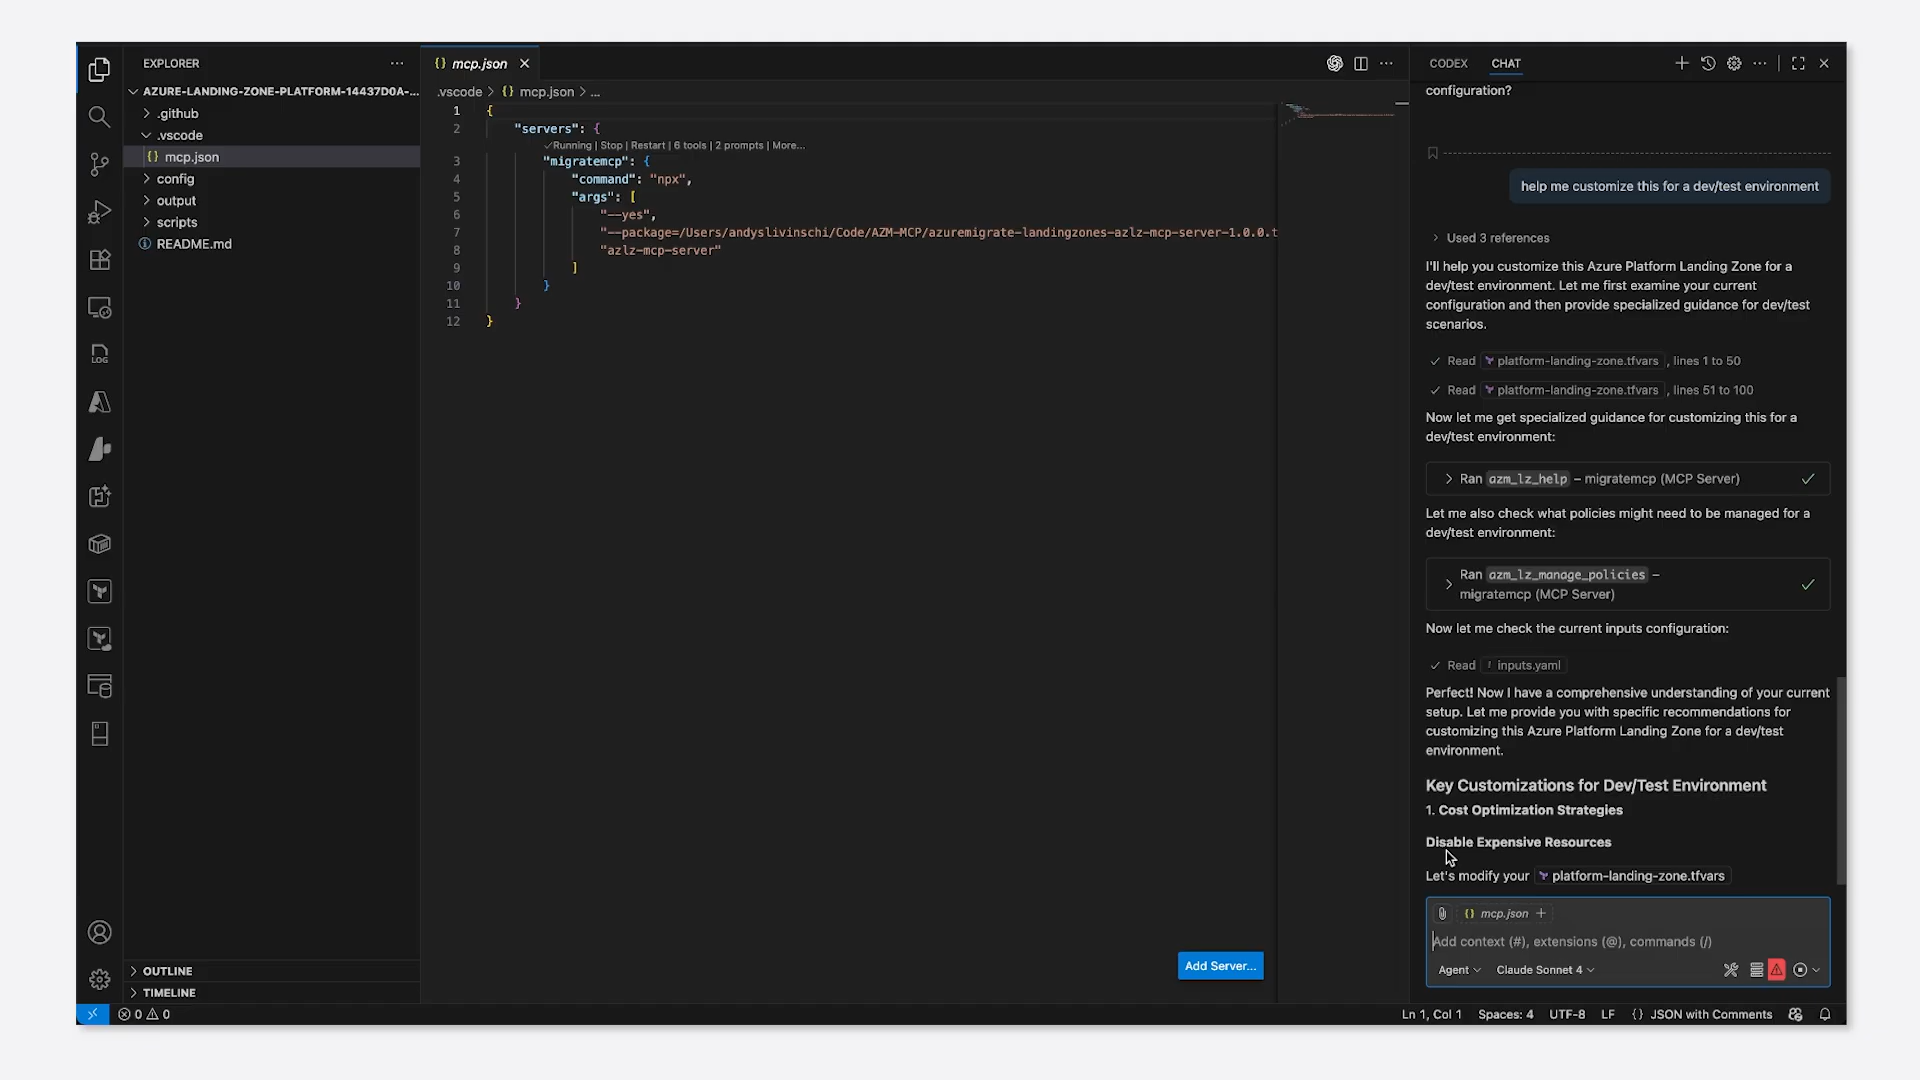 EXPLORER
AZURE-LANDING-ZONE-PLATFORM-14437D0A-...
.github
.vscode
{} mcp.json
config
output
scripts
README.md
OUTLINE
TIMELINE
{} mcp.json
.vscode > {} mcp.json > ...
1 {
2 "servers": {
✓Running | Stop | Restart | 6 tools | 2 prompts | More...
3 "migratemcp": {
4 "command": "npx",
5 "args": [
6 "--yes",
7 "--package=/Users/andyslivinschi/Code/AZM-MCP/azuremigrate-landingzones-azlz-mcp-server-1.0.0.t
8 "azlz-mcp-server"
9 ]
10 }
11 }
12 }
Add Server...
CODEX CHAT
configuration?
help me customize this for a dev/test environment
Used 3 references
I'll help you customize this Azure Platform Landing Zone for a
dev/test environment. Let me first examine your current
configuration and then provide specialized guidance for dev/test
scenarios.
Read platform-landing-zone.tfvars , lines 1 to 50
Read platform-landing-zone.tfvars , lines 51 to 100
Now let me get specialized guidance for customizing this for a
dev/test environment:
Ran azm_lz_help – migratemcp (MCP Server)
Let me also check what policies might need to be managed for a
dev/test environment:
Ran azm_lz_manage_policies –
migratemcp (MCP Server)
Now let me check the current inputs configuration:
Read ! inputs.yaml
Perfect! Now I have a comprehensive understanding of your current
setup. Let me provide you with specific recommendations for
customizing this Azure Platform Landing Zone for a dev/test
environment.
Key Customizations for Dev/Test Environment
1. Cost Optimization Strategies
Disable Expensive Resources
Let's modify your platform-landing-zone.tfvars
{} mcp.json +
Add context (#), extensions (@), commands (/)
Agent Claude Sonnet 4
0 0
Ln 1, Col 1 Spaces: 4 UTF-8 LF {} JSON with Comments
LOG